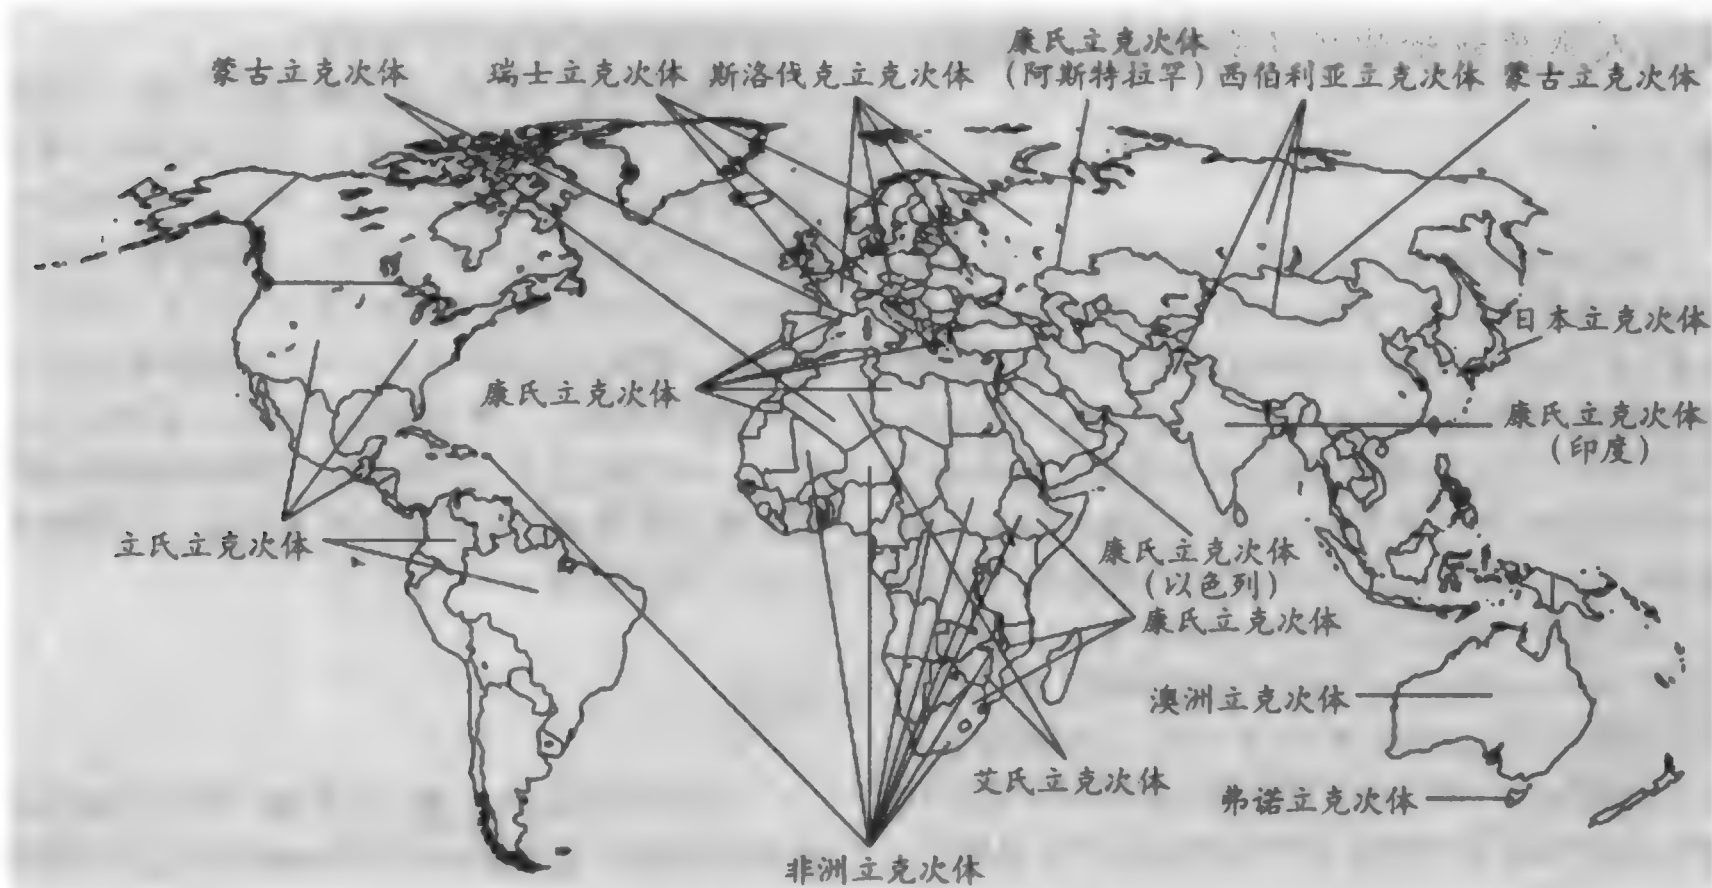 康氏立克次体
蒙古立克次体
瑞士立克次体
斯洛伐克立克次体
(阿斯特拉罕)
西伯利亚立克次体
蒙古立克次体
日本立克次体
康氏立克次体
康氏立克次体
(印度)
立氏立克次体
康氏立克次体
(以色列)
康氏立克次体
澳洲立克次体
艾氏立克次体
弗诺立克次体
非洲立克次体